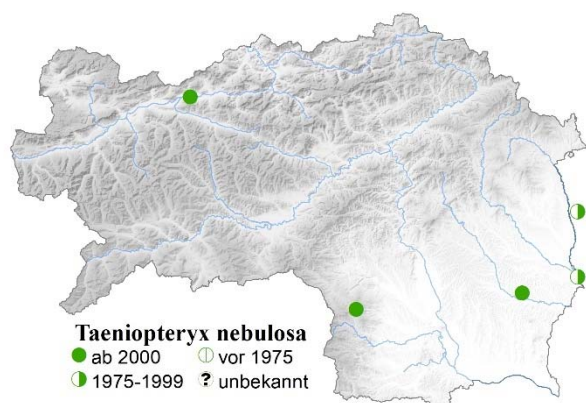 Taeniopteryx nebulosa
ab 2000 vor 1975
1975-1999 ? unbekannt